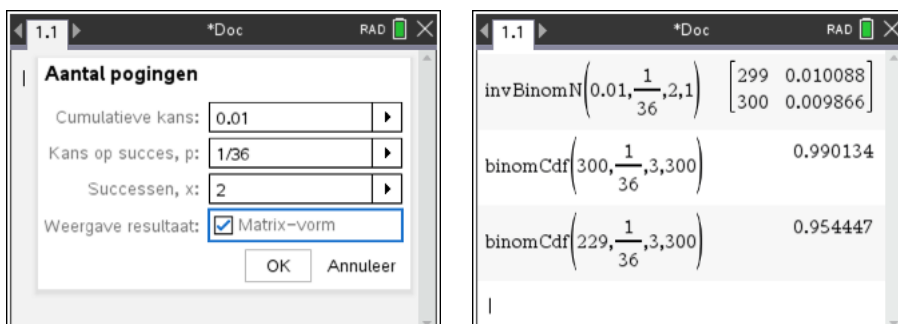 1.1 *Doc RAD
Aantal pogingen
Cumulatieve kans: 0.01
Kans op succes, p: 1/36
Successen, x: 2
Weergave resultaat: Matrix-vorm
OK Annuleer
1.1 *Doc RAD
invBinomN(0.01,1/36,2,1) [299 0.010088
300 0.009866]
binomCdf(300,1/36,3,300) 0.990134
binomCdf(229,1/36,3,300) 0.954447